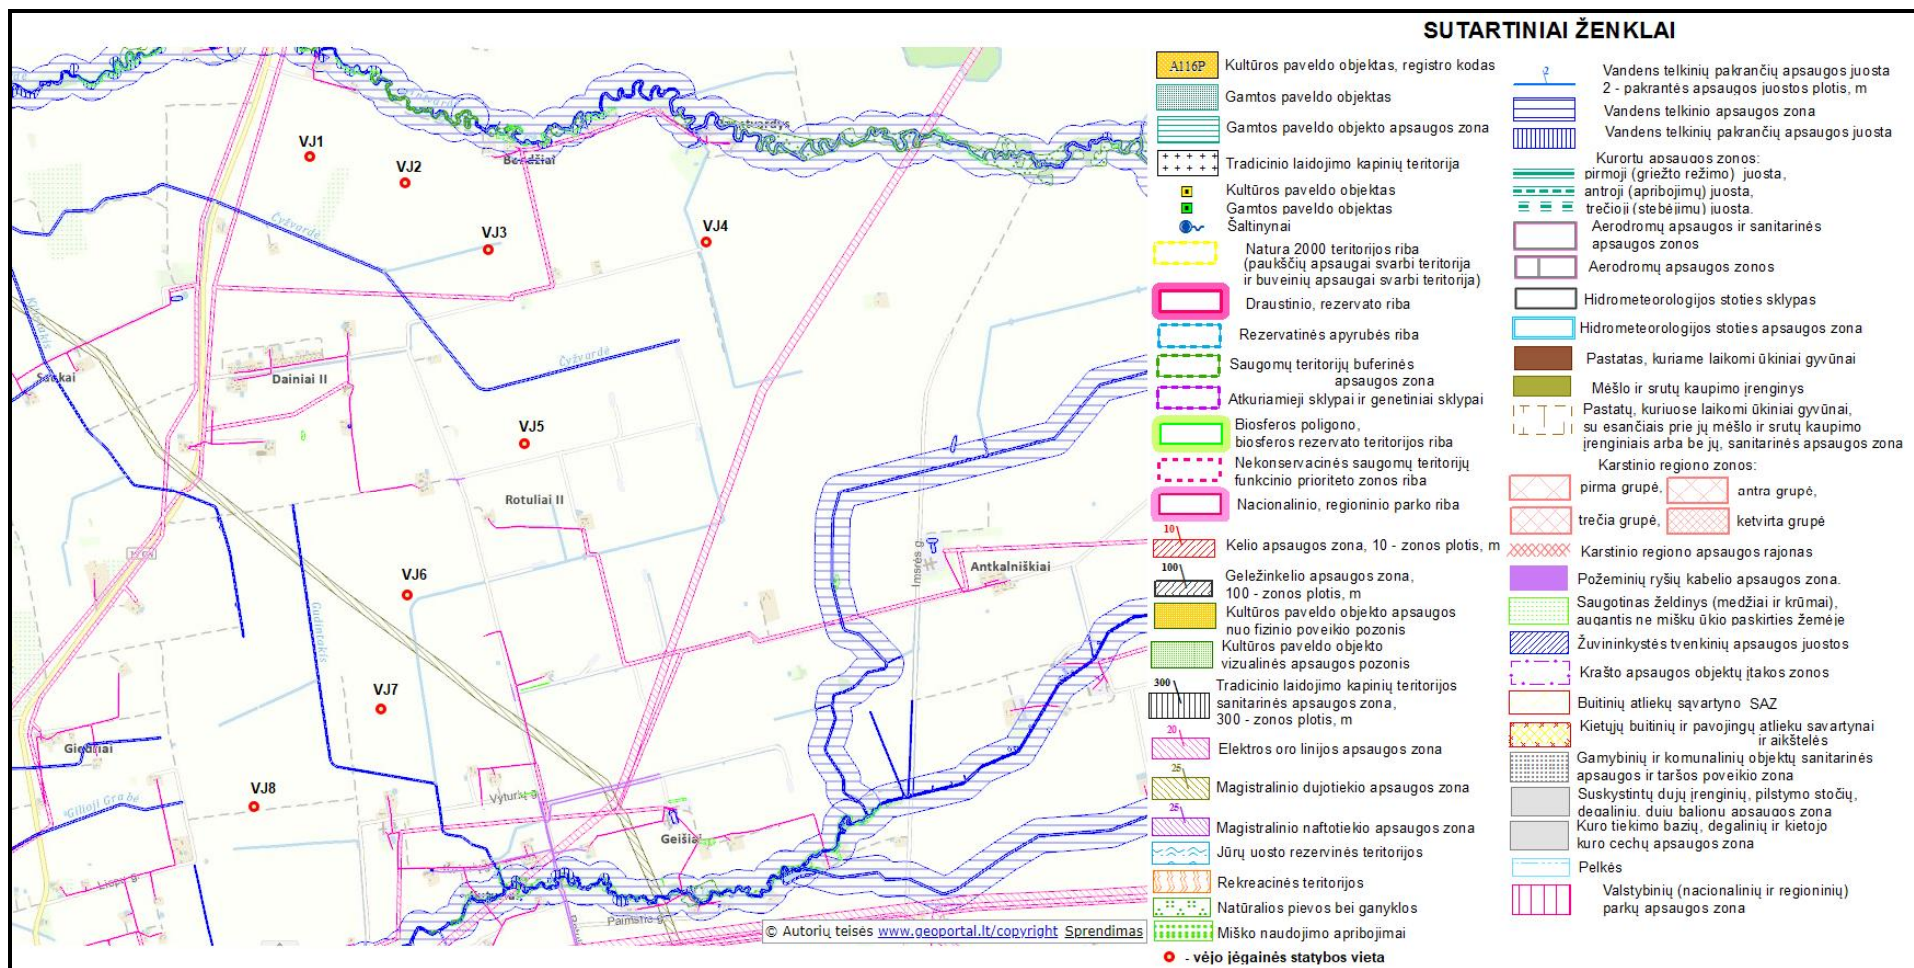 SUTARTINIAI ŽENKLAI
VJ1
VJ2
VJ3
VJ4
VJ5
VJ6
VJ7
VJ8
Čyžvardė
Čyžvardė
Dainiai II
Rotuliai II
Antkalniškiai
Gudintakis
Gilioji Grabė
Vyturių g.
Geišiai
Liepų g.
Paimsrio g.
Imsrės g.
© Autorių teisės www.geoportal.lt/copyright Sprendimas
A116P
Kultūros paveldo objektas, registro kodas
Gamtos paveldo objektas
Gamtos paveldo objekto apsaugos zona
Tradicinio laidojimo kapinių teritorija
Kultūros paveldo objektas
Gamtos paveldo objektas
Šaltinynai
Natura 2000 teritorijos riba
(paukščių apsaugai svarbi teritorija
ir buveinių apsaugai svarbi teritorija)
Draustinio, rezervato riba
Rezervatinės apyrubės riba
Saugomų teritorijų buferinės
apsaugos zona
Atkuriamieji sklypai ir genetiniai sklypai
Biosferos poligono,
biosferos rezervato teritorijos riba
Nekonservacinės saugomų teritorijų
funkcinio prioriteto zonos riba
Nacionalinio, regioninio parko riba
10
Kelio apsaugos zona, 10 - zonos plotis, m
100
Geležinkelio apsaugos zona,
100 - zonos plotis, m
Kultūros paveldo objekto apsaugos
nuo fizinio poveikio pozonis
Kultūros paveldo objekto
vizualinės apsaugos pozonis
300
Tradicinio laidojimo kapinių teritorijos
sanitarinės apsaugos zona,
300 - zonos plotis, m
20
Elektros oro linijos apsaugos zona
25
Magistralinio dujotiekio apsaugos zona
25
Magistralinio naftotiekio apsaugos zona
Jūrų uosto rezervinės teritorijos
Rekreacinės teritorijos
Natūralios pievos bei ganyklos
Miško naudojimo apribojimai
- vėjo jėgainės statybos vieta
2
Vandens telkinių pakrančių apsaugos juosta
2 - pakrantės apsaugos juostos plotis, m
Vandens telkinio apsaugos zona
Vandens telkinių pakrančių apsaugos juosta
Kurortų apsaugos zonos:
pirmoji (griežto režimo) juosta,
antroji (apribojimų) juosta,
trečioji (stebėjimų) juosta.
Aerodromų apsaugos ir sanitarinės
apsaugos zonos
Aerodromų apsaugos zonos
Hidrometeorologijos stoties sklypas
Hidrometeorologijos stoties apsaugos zona
Pastatas, kuriame laikomi ūkiniai gyvūnai
Mėšlo ir srutų kaupimo įrenginys
Pastatų, kuriuose laikomi ūkiniai gyvūnai,
su esančiais prie jų mėšlo ir srutų kaupimo
įrenginiais arba be jų, sanitarinės apsaugos zona
Karstinio regiono zonos:
pirma grupė,
antra grupė,
trečia grupė,
ketvirta grupė
Karstinio regiono apsaugos rajonas
Požeminių ryšių kabelio apsaugos zona.
Saugotinas želdinys (medžiai ir krūmai),
augantis ne miškų ūkio paskirties žemėje
Žuvininkystės tvenkinių apsaugos juostos
Krašto apsaugos objektų įtakos zonos
Buitinių atliekų sąvartyno SAZ
Kietųjų buitinių ir pavojingų atliekų savartynai
ir aikštelės
Gamybinių ir komunalinių objektų sanitarinės
apsaugos ir taršos poveikio zona
Suskystintų dujų įrenginių, pilstymo stočių,
degalinių, dujų balionų apsaugos zona
Kuro tiekimo bazių, degalinių ir kietojo
kuro cechų apsaugos zona
Pelkės
Valstybinių (nacionalinių ir regioninių)
parkų apsaugos zona